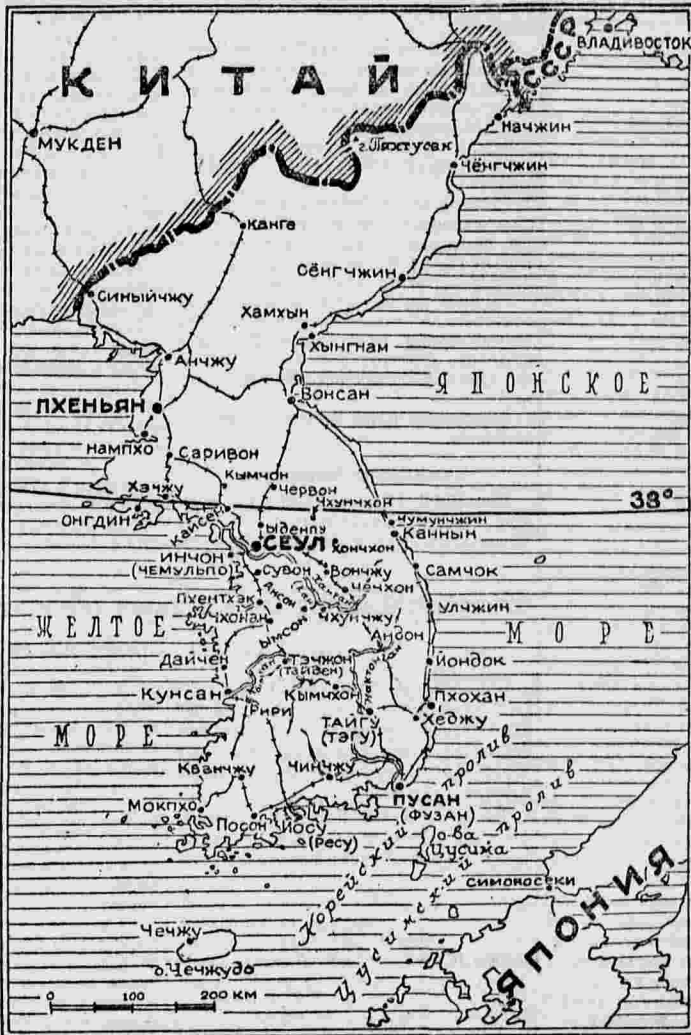 ВЛАДИВОСТОК
СССР
КИТАЙ
МУКДЕН
Начжин
г. Пяктусак
Чёнгчжин
Канге
Сёнгчжин
Синыйчжу
Хамхын
Хынгнам
Анчжу
ЯПОНСКОЕ
Вонсан
ПХЕНЬЯН
Нампхо
Саривон
Кымчон
Хэчжу
Червон
Чхунчхон
38°
Онгдин
Кайсен
Чумунчжин
Ыденпу
Каннын
СЕУЛ
Хончхон
ИНЧОН
(ЧЕМУЛЬПО)
Сувон
Вончжу
Самчок
Чечхон
Ансон
Пхентхэк
Улчжин
Чхонан
Чхунчжу
ЖЕЛТОЕ
МОРЕ
Ымсон
Андон
Дайчен
Тэчжон
(Тайден)
Йондок
Кунсан
Кымчхон
Пхохан
Рири
ТАЙГУ
(ТЭГУ)
Хеджу
МОРЕ
Кванчжу
Чинчжу
Мокпхо
ПУСАН
(ФУЗАН)
Посон
Йосу
(Ресу)
о-ва
Цусима
Корейский пролив
Цусимский пролив
Симоносеки
ЯПОНИЯ
Чечжу
о. Чечжудо
0 100 200 км